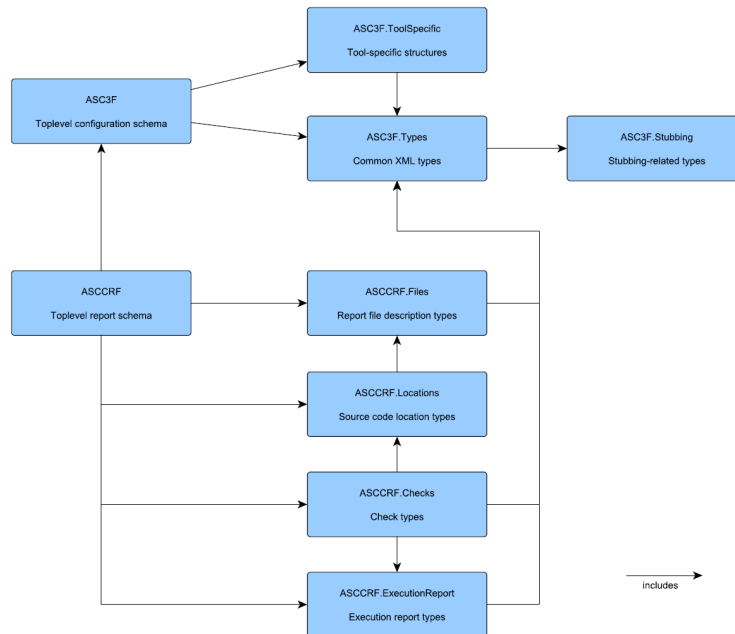 ASC3F.ToolSpecific
Tool-specific structures
ASC3F
Toplevel configuration schema
ASC3F.Types
Common XML types
ASC3F.Stubbing
Stubbing-related types
ASCCRF
Toplevel report schema
ASCCRF.Files
Report file description types
ASCCRF.Locations
Source code location types
ASCCRF.Checks
Check types
ASCCRF.ExecutionReport
Execution report types
includes